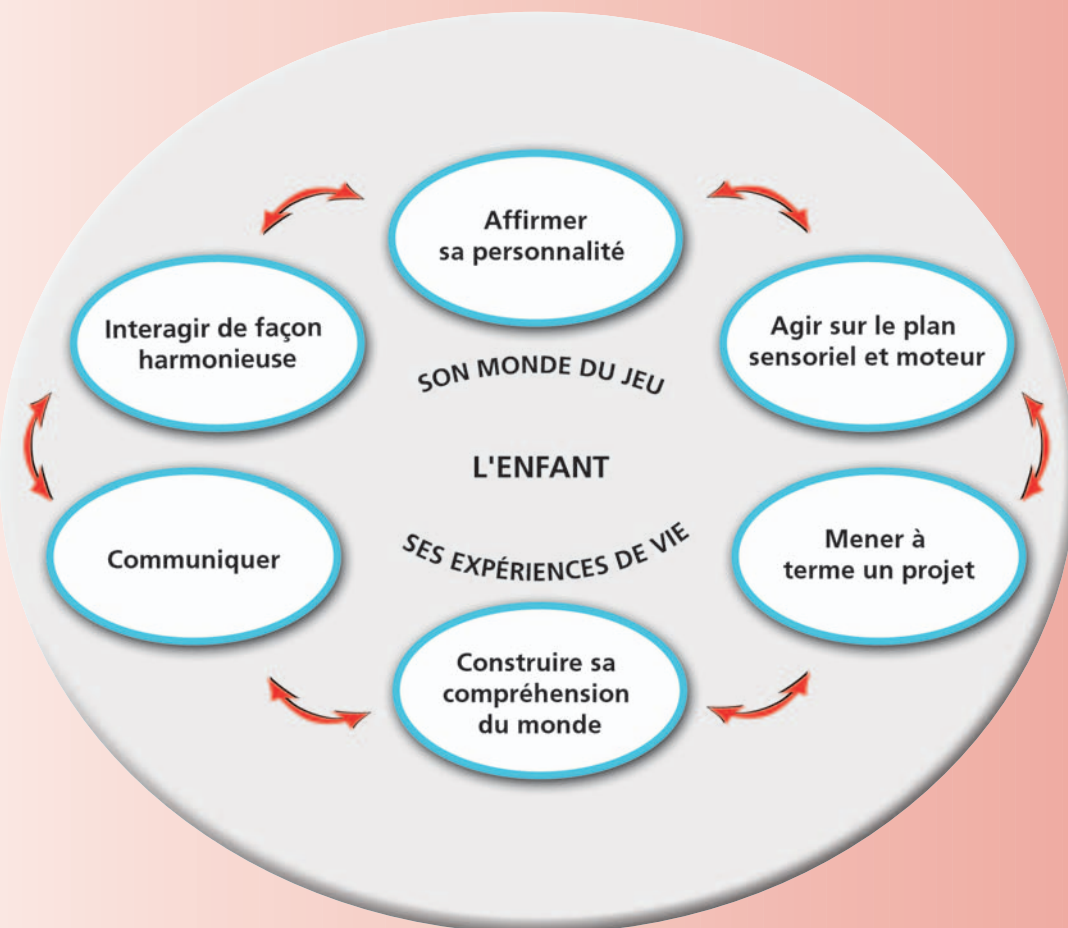 Affirmer
sa personnalité
Interagir de façon
harmonieuse
Agir sur le plan
sensoriel et moteur
SON MONDE DU JEU
L'ENFANT
SES EXPÉRIENCES DE VIE
Communiquer
Mener à
terme un projet
Construire sa
compréhension
du monde